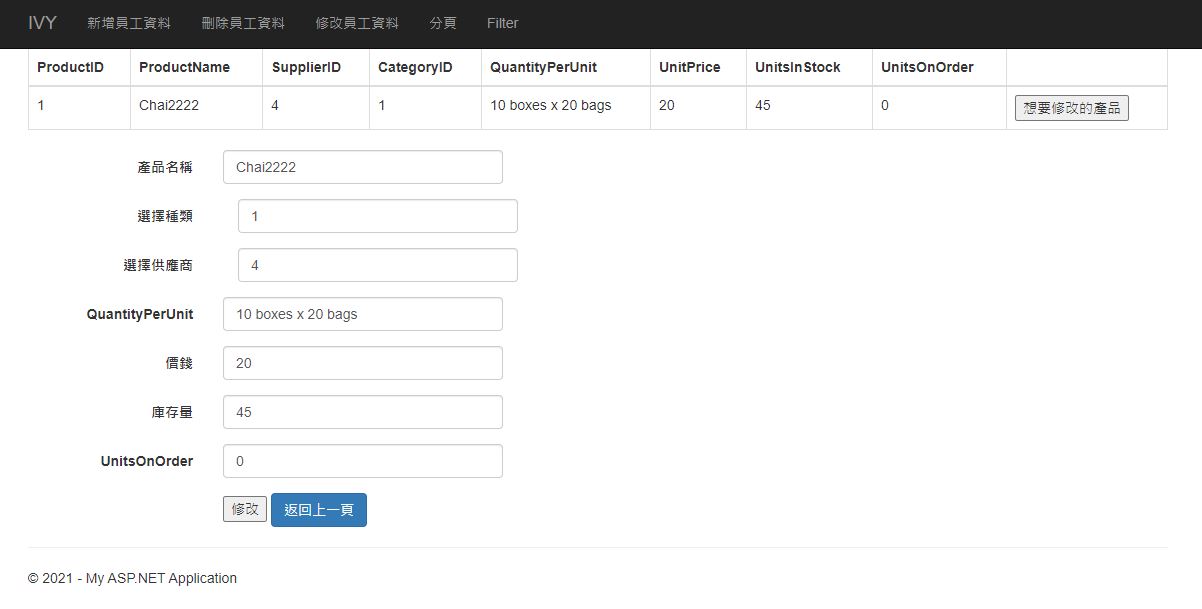 IVY 新增員工資料 刪除員工資料 修改員工資料 分頁 Filter
ProductID ProductName SupplierID CategoryID QuantityPerUnit UnitPrice UnitsInStock UnitsOnOrder
1 Chai2222 4 1 10 boxes x 20 bags 20 45 0 想要修改的產品
產品名稱 Chai2222
選擇種類 1
選擇供應商 4
QuantityPerUnit 10 boxes x 20 bags
價錢 20
庫存量 45
UnitsOnOrder 0
修改 返回上一頁
© 2021 - My ASP.NET Application